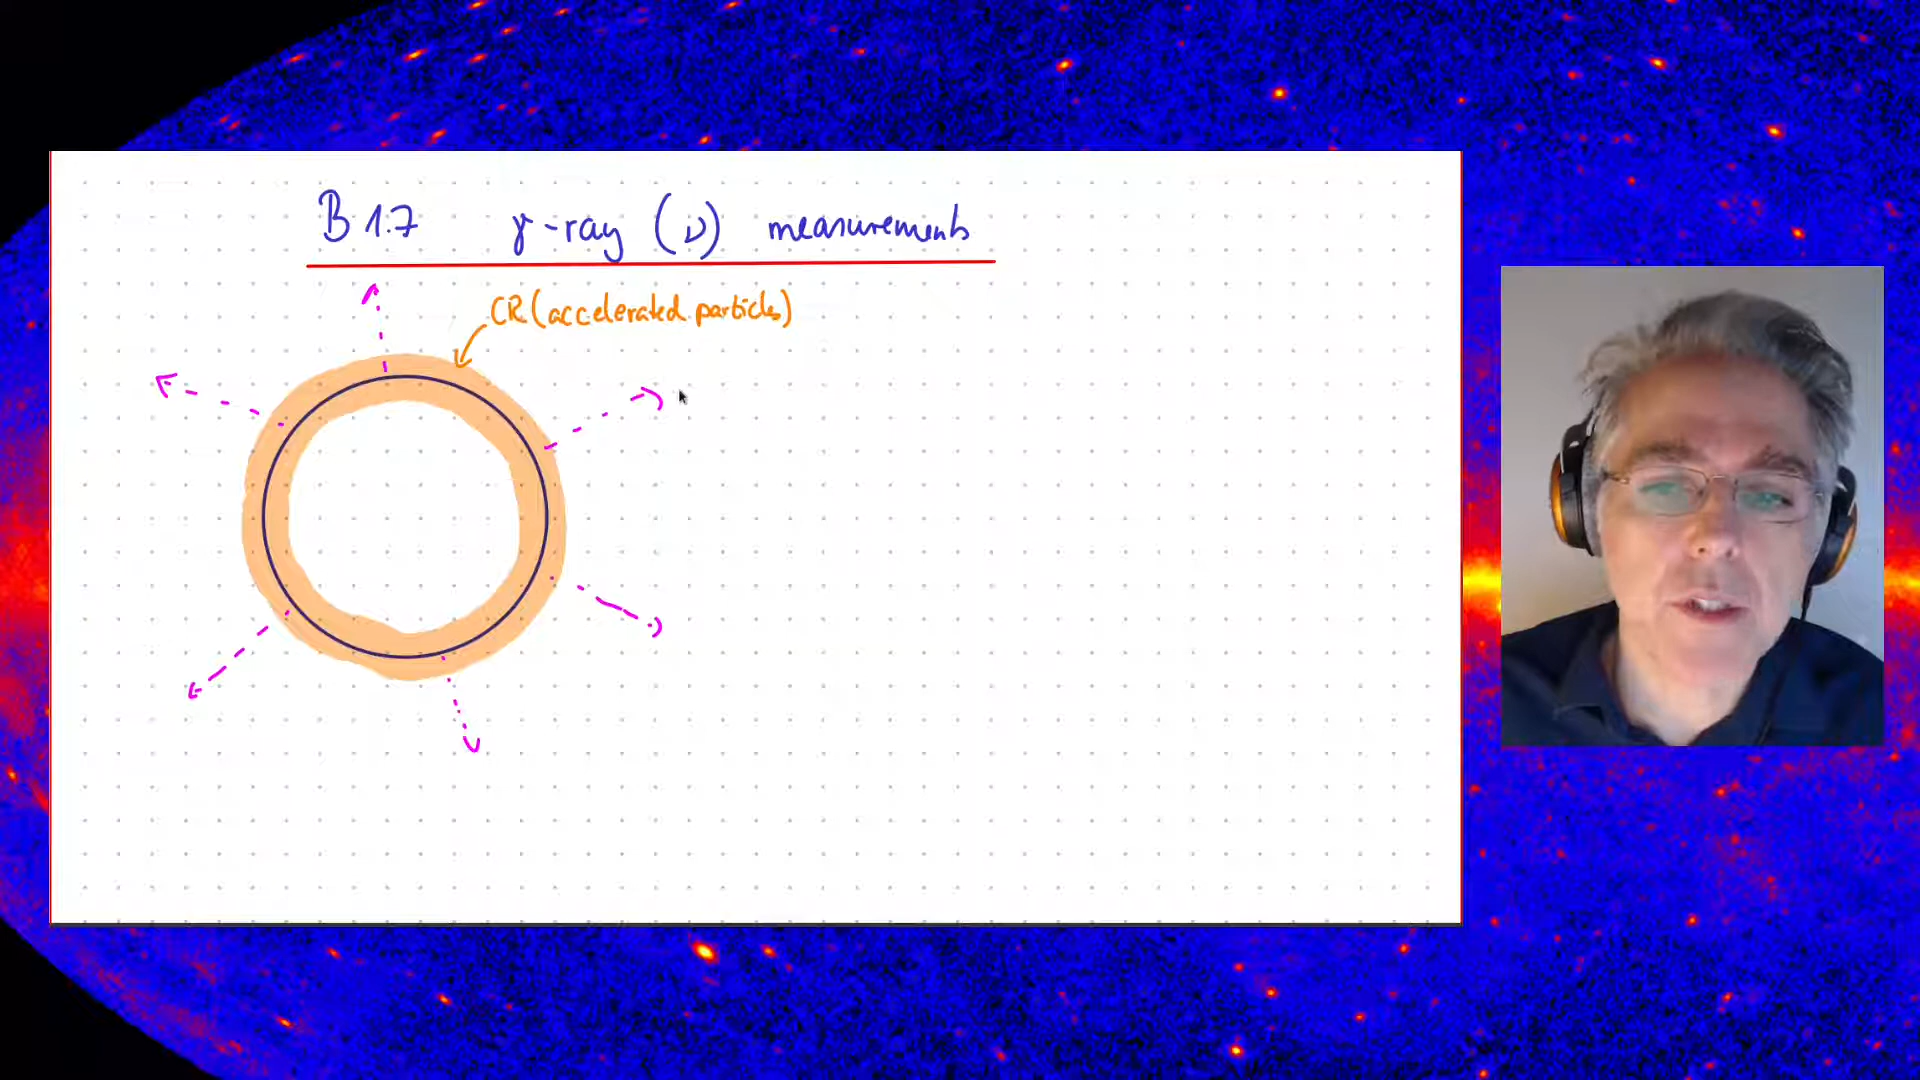 B 1.7 γ-ray (ν) measurements
CR (accelerated particles)